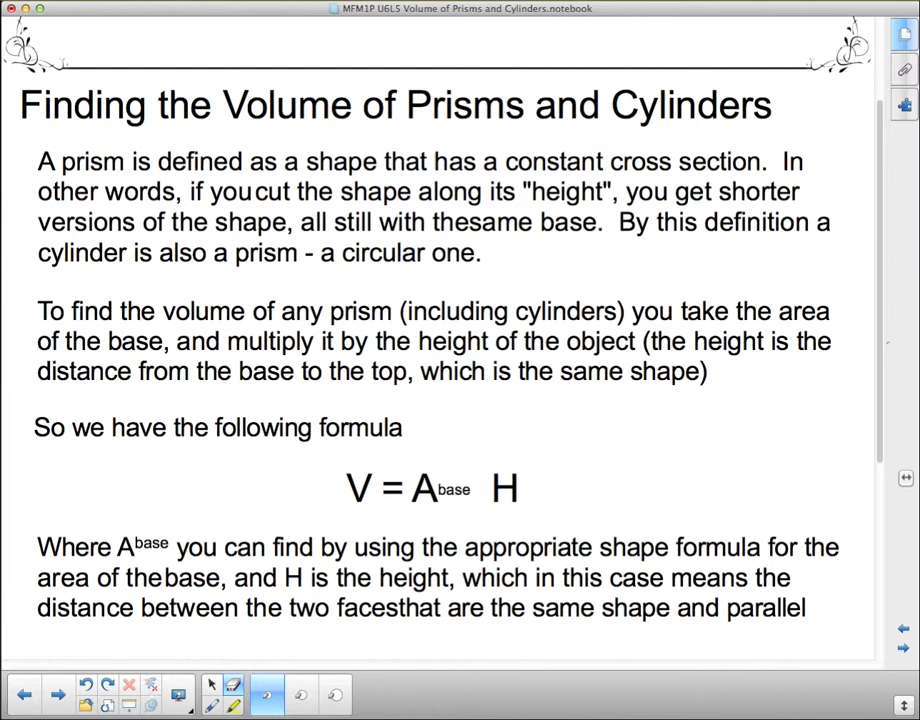 MFM1P U6L5 Volume of Prisms and Cylinders.notebook
Finding the Volume of Prisms and Cylinders
A prism is defined as a shape that has a constant cross section. In
other words, if youcut the shape along its "height", you get shorter
versions of the shape, all still with thesame base. By this definition a
cylinder is also a prism - a circular one.
To find the volume of any prism (including cylinders) you take the area
of the base, and multiply it by the height of the object (the height is the
distance from the base to the top, which is the same shape)
So we have the following formula
V = Abase H
Where Abase you can find by using the appropriate shape formula for the
area of thebase, and H is the height, which in this case means the
distance between the two facesthat are the same shape and parallel